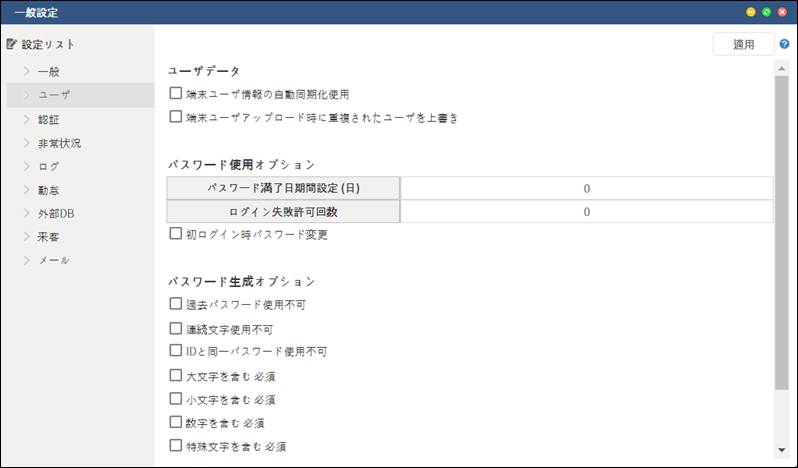 一般設定
設定リスト
一般
ユーザ
認証
非常状況
ログ
勤怠
外部DB
来客
メール
適用
ユーザデータ
端末ユーザ情報の自動同期化使用
端末ユーザアップロード時に重複されたユーザを上書き
パスワード使用オプション
パスワード満了日期間設定 (日) 0
ログイン失敗許可回数 0
初ログイン時パスワード変更
パスワード生成オプション
過去パスワード使用不可
連続文字使用不可
IDと同一パスワード使用不可
大文字を含む 必須
小文字を含む 必須
数字を含む 必須
特殊文字を含む 必須